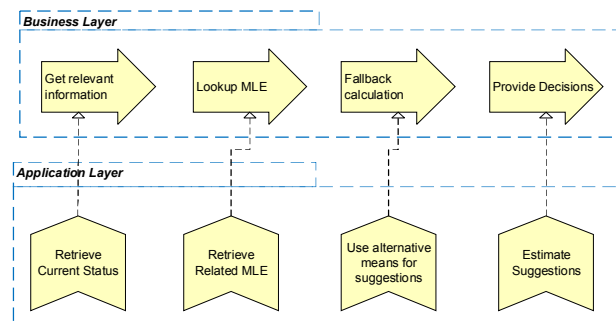 Business Layer
Get relevant
information
Lookup MLE
Fallback
calculation
Provide Decisions
Application Layer
Retrieve
Current Status
Retrieve
Related MLE
Use alternative
means for
suggestions
Estimate
Suggestions